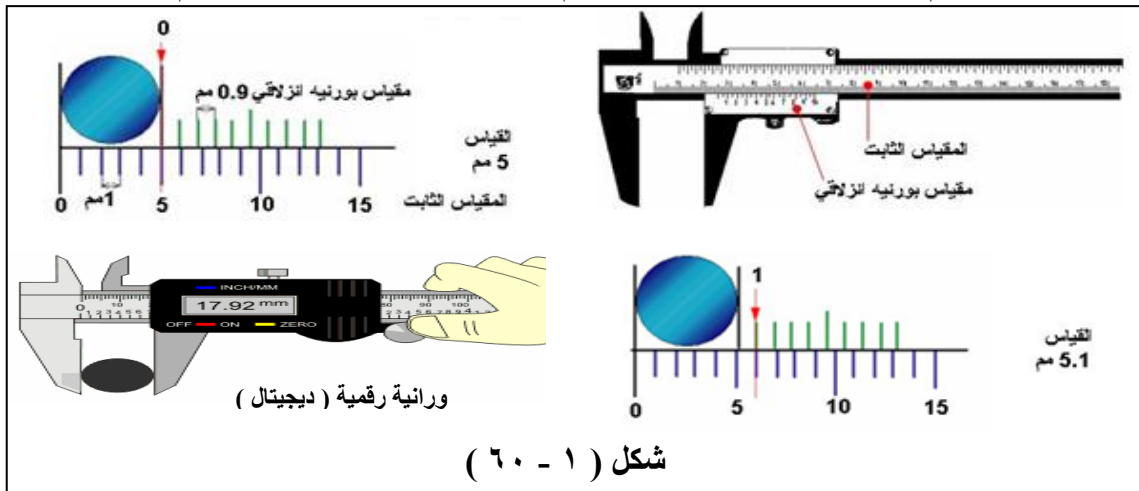 0
مقياس بورنيه انزلاقي 0.9 مم
القياس
5 مم
1مم
0 5 10 15
المقياس الثابت
المقياس الثابت
مقياس بورنيه انزلاقي
INCH/MM
17.92 mm
OFF ON ZERO
0 10
ورانية رقمية ( ديجيتال )
1
القياس
5.1 مم
0 5 10 15
شكل ( ١ - ٦٠ )